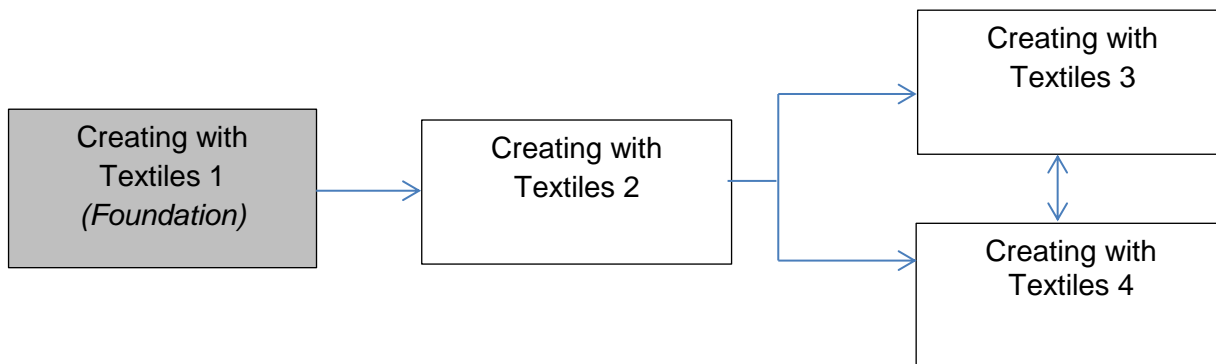 Creating with
Textiles 1
(Foundation)
Creating with
Textiles 2
Creating with
Textiles 3
Creating with
Textiles 4